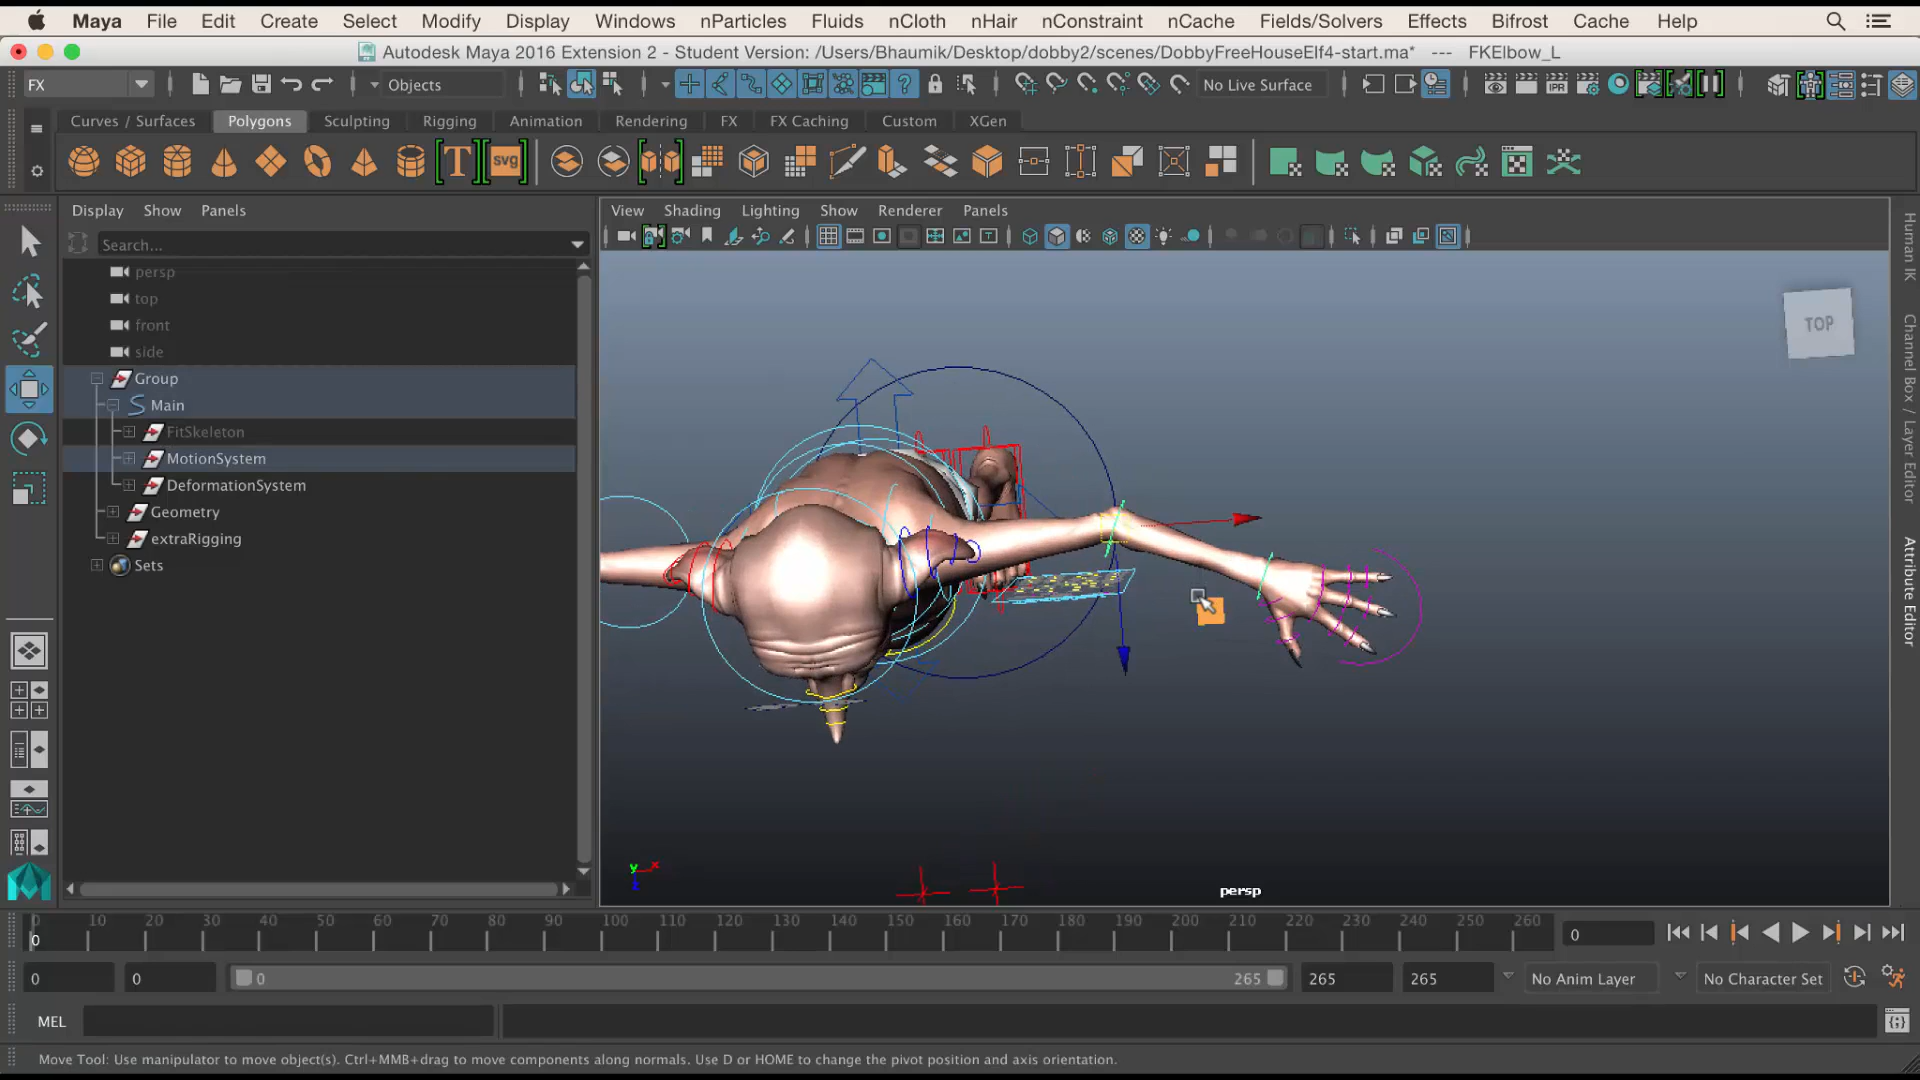 Maya File Edit Create Select Modify Display Windows nParticles Fluids nCloth nHair nConstraint nCache Fields/Solvers Effects Bifrost Cache Help
Autodesk Maya 2016 Extension 2 - Student Version: /Users/Bhaumik/Desktop/dobby2/scenes/DobbyFreeHouseElf4-start.ma* --- FKElbow_L
FX Objects No Live Surface IPR
Curves / Surfaces Polygons Sculpting Rigging Animation Rendering FX FX Caching Custom XGen
T svg
Display Show Panels
Search...
persp
top
front
side
Group
Main
FitSkeleton
MotionSystem
DeformationSystem
Geometry
extraRigging
Sets
View Shading Lighting Show Renderer Panels
TOP
y x
persp
Human IK
Channel Box / Layer Editor
Attribute Editor
0 10 20 30 40 50 60 70 80 90 100 110 120 130 140 150 160 170 180 190 200 210 220 230 240 250 260
0 0
0 0 0 265 265 265 No Anim Layer No Character Set
MEL
Move Tool: Use manipulator to move object(s). Ctrl+MMB+drag to move components along normals. Use D or HOME to change the pivot position and axis orientation.